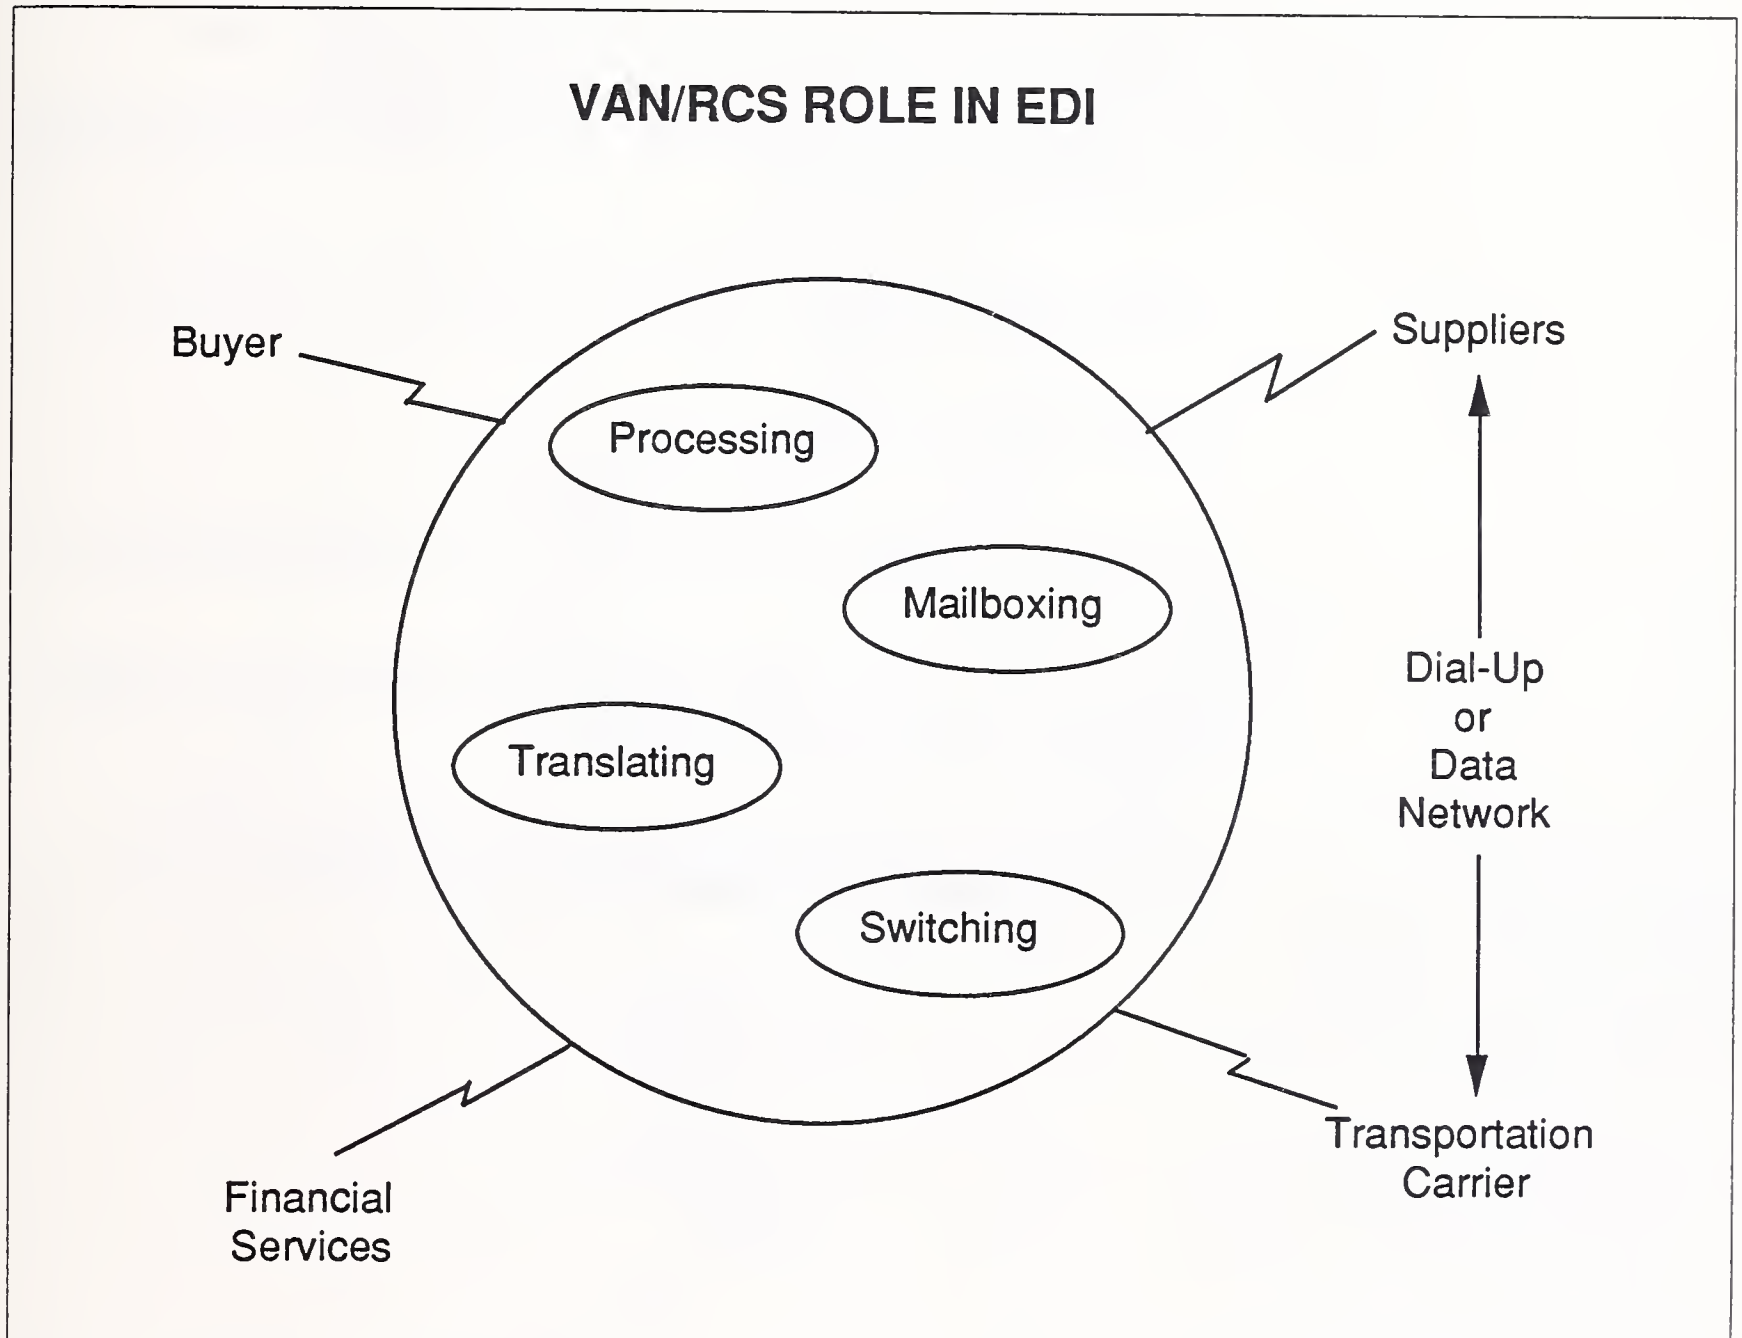 VAN/RCS ROLE IN EDI
Buyer
Suppliers
Processing
Mailboxing
Dial-Up
or
Data
Network
Translating
Switching
Transportation
Carrier
Financial
Services